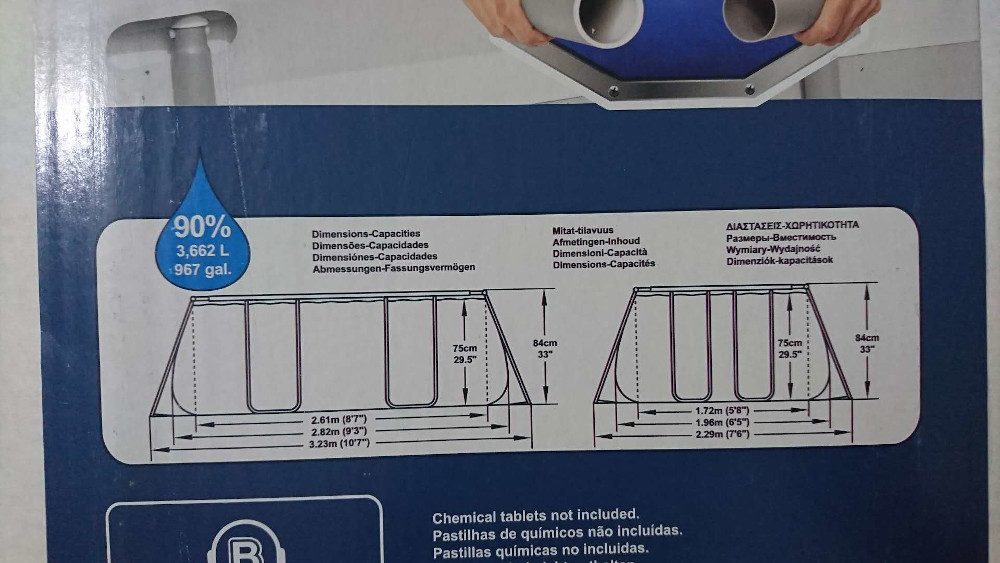 90%
3,662 L
967 gal.
Dimensions-Capacities
Dimensões-Capacidades
Dimensiónes-Capacidades
Abmessungen-Fassungsvermögen
Mitat-tilavuus
Afmetingen-Inhoud
Dimensioni-Capacità
Dimensions-Capacités
ΔΙΑΣΤΑΣΕΙΣ-ΧΩΡΗΤΙΚΟΤΗΤΑ
Размеры-Вместимость
Wymiary-Wydajność
Dimenziók-kapacitások
75cm
29.5"
84cm
33"
2.61m (8'7")
2.82m (9'3")
3.23m (10'7")
75cm
29.5"
84cm
33"
1.72m (5'8")
1.96m (6'5")
2.29m (7'6")
B
Chemical tablets not included.
Pastilhas de químicos não incluídas.
Pastillas químicas no incluidas.